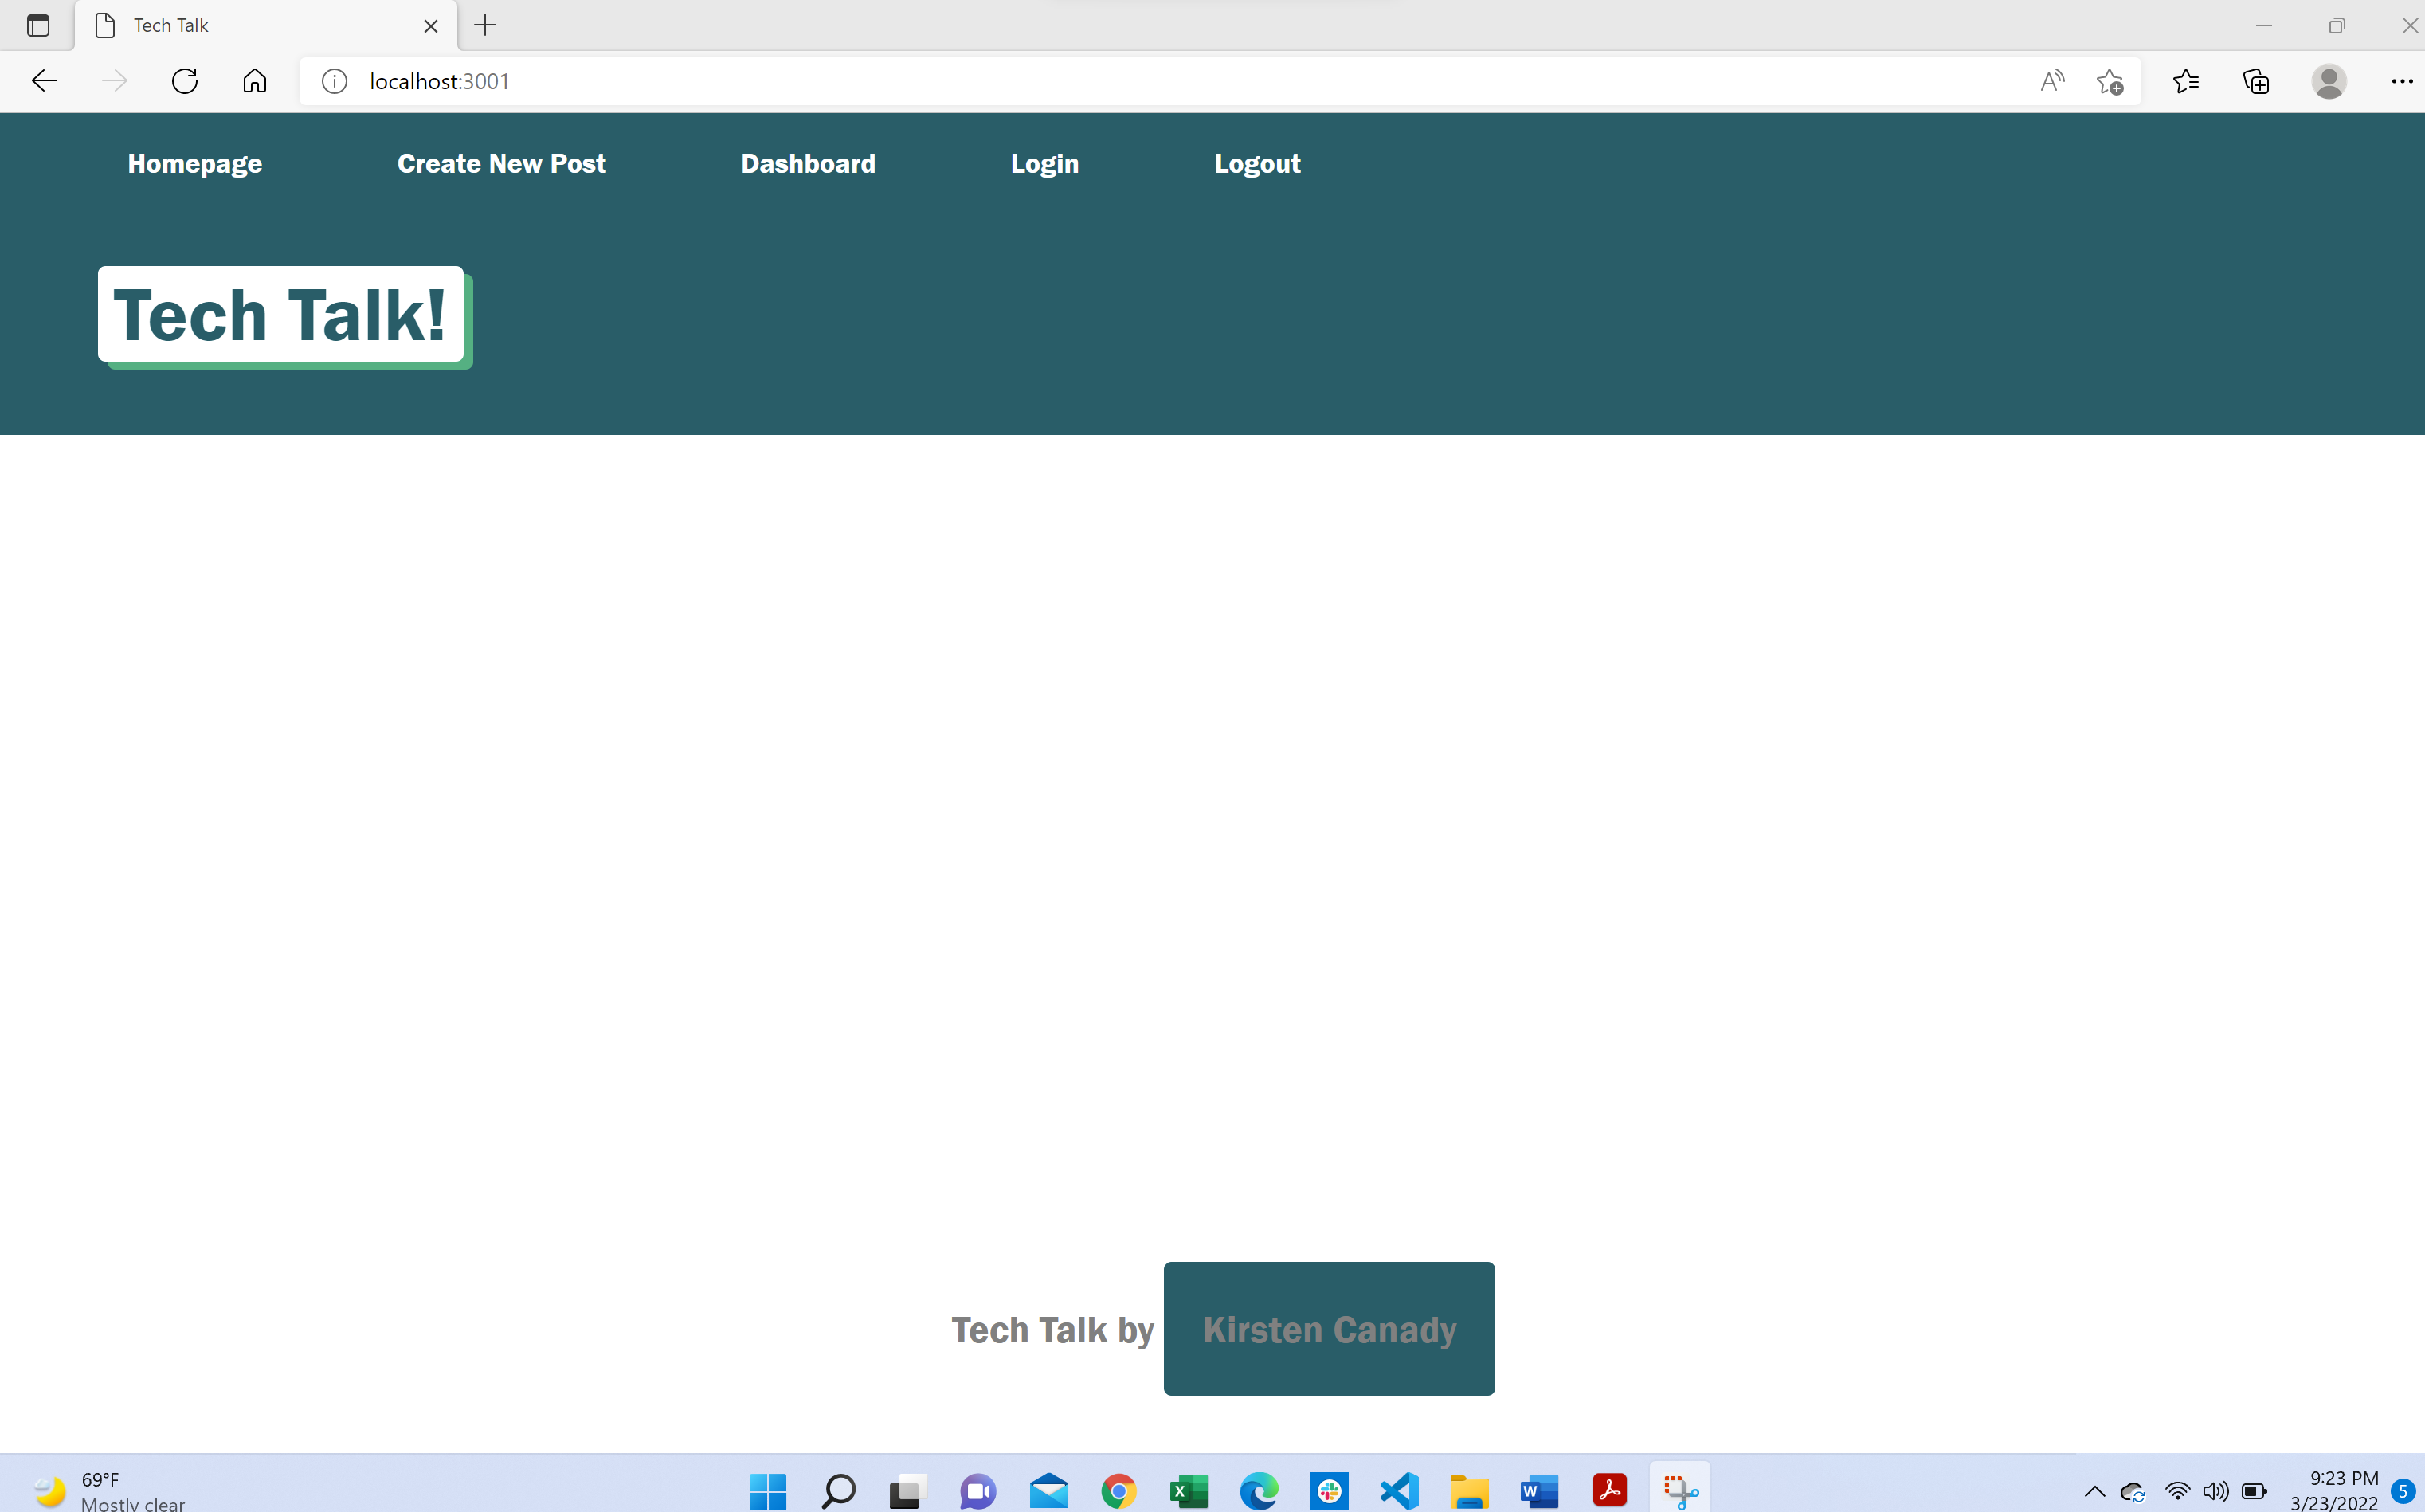 Tech Talk
localhost:3001
Homepage Create New Post Dashboard Login Logout
Tech Talk!
Tech Talk by Kirsten Canady
69°F
Mostly clear
9:23 PM
3/23/2022
5